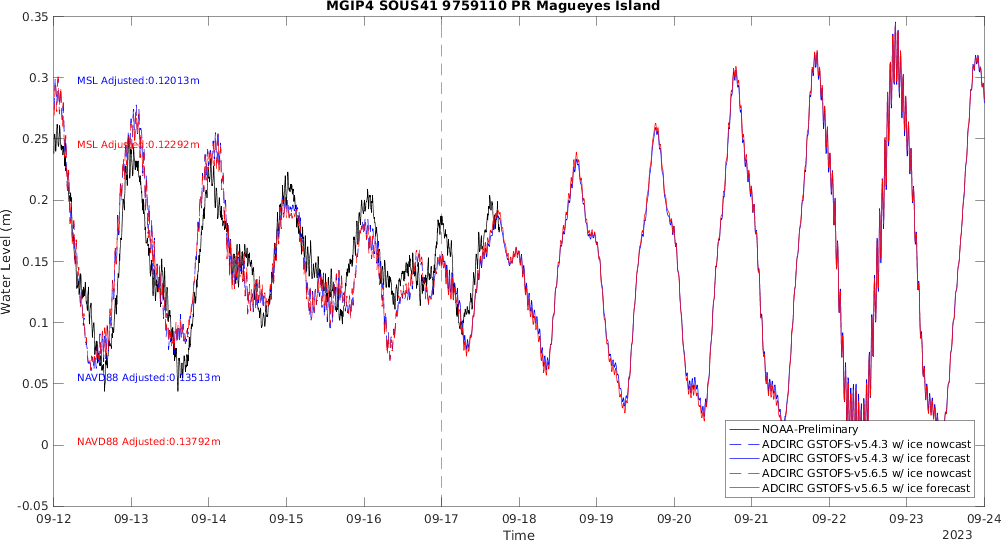 MGIP4 SOUS41 9759110 PR Magueyes Island
0.35
0.3
0.25
0.2
0.15
0.1
0.05
0
-0.05
Water Level (m)
MSL Adjusted:0.12013m
MSL Adjusted:0.12292m
NAVD88 Adjusted:0.13513m
NAVD88 Adjusted:0.13792m
NOAA-Preliminary
ADCIRC GSTOFS-v5.4.3 w/ ice nowcast
ADCIRC GSTOFS-v5.4.3 w/ ice forecast
ADCIRC GSTOFS-v5.6.5 w/ ice nowcast
ADCIRC GSTOFS-v5.6.5 w/ ice forecast
09-12 09-13 09-14 09-15 09-16 09-17 09-18 09-19 09-20 09-21 09-22 09-23 09-24
2023
Time